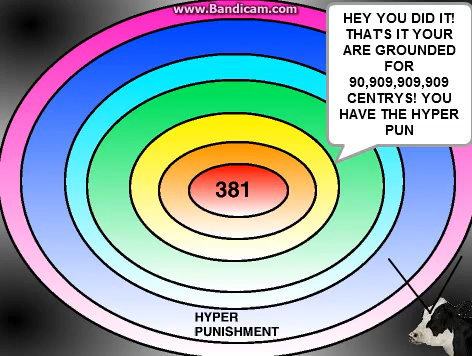 www.Bandicam.com
HEY YOU DID IT!
THAT'S IT YOUR
ARE GROUNDED
FOR
90,909,909,909
CENTRYS! YOU
HAVE THE HYPER
PUN
381
HYPER
PUNISHMENT